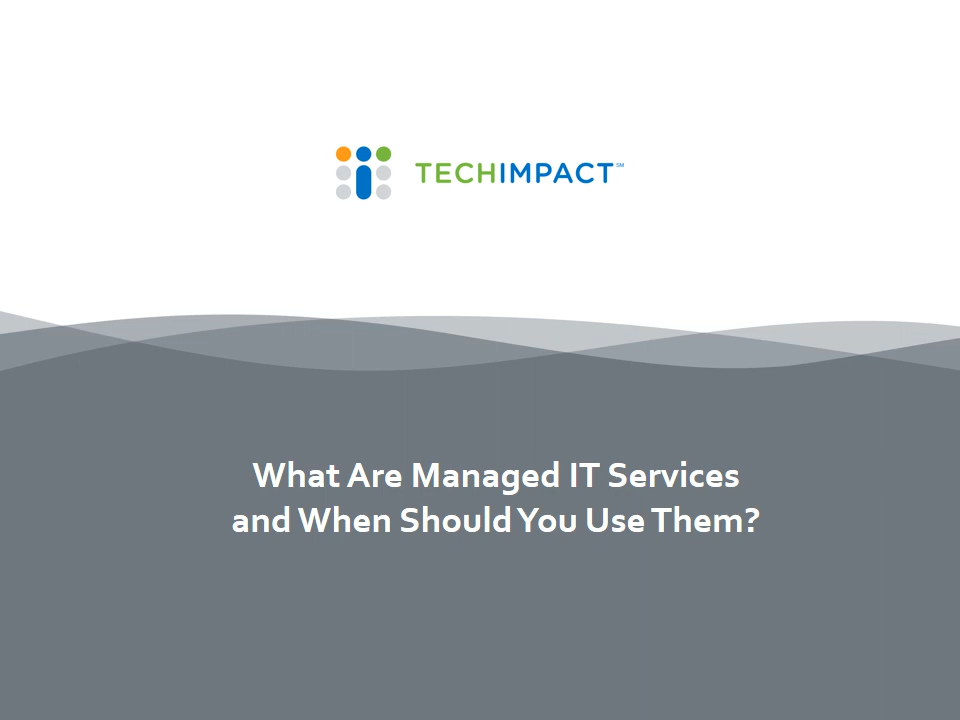 TECHIMPACT℠
What Are Managed IT Services
and When Should You Use Them?